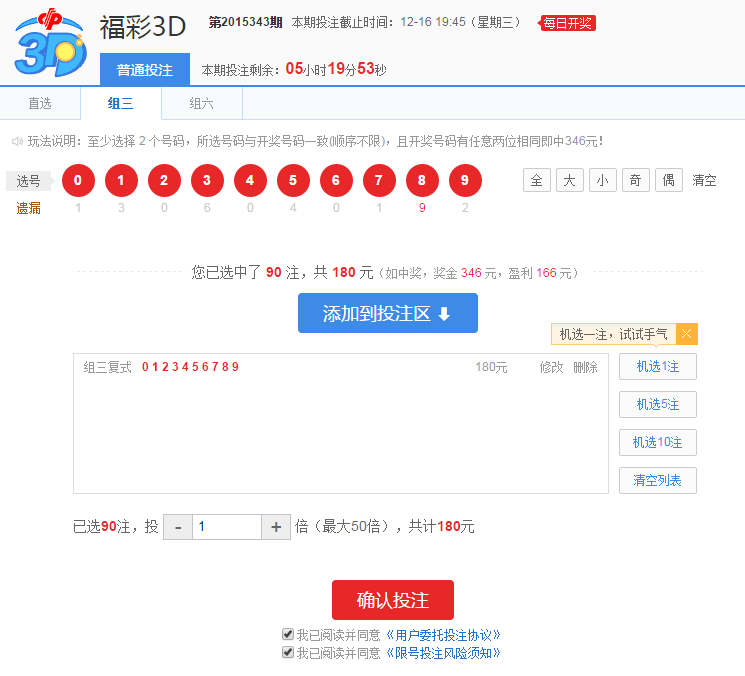 福彩3D 第2015343期 本期投注截止时间：12-16 19:45（星期三） 每日开奖
3D
普通投注 本期投注剩余：05小时19分53秒
直选 组三 组六
玩法说明：至少选择 2 个号码，所选号码与开奖号码一致(顺序不限)，且开奖号码有任意两位相同即中346元！
选号 0 1 2 3 4 5 6 7 8 9 全 大 小 奇 偶 清空
遗漏 1 3 0 6 0 4 0 1 9 2
您已选中了 90 注，共 180 元（如中奖，奖金 346 元，盈利 166 元）
添加到投注区
机选一注，试试手气
组三复式 0 1 2 3 4 5 6 7 8 9 180元 修改 删除 机选1注
机选5注
机选10注
清空列表
已选90注，投 - 1 + 倍（最大50倍），共计180元
确认投注
我已阅读并同意《用户委托投注协议》
我已阅读并同意《限号投注风险须知》